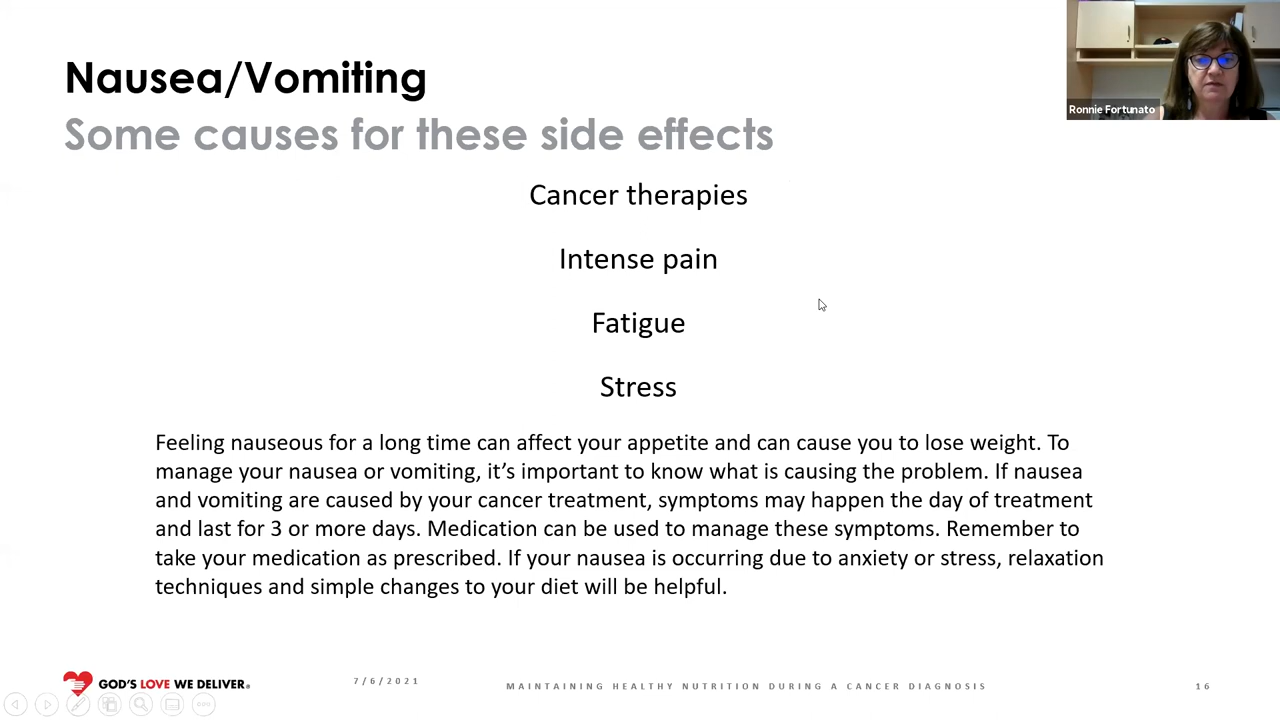 Nausea/Vomiting
Some causes for these side effects
Ronnie Fortunato
Cancer therapies
Intense pain
Fatigue
Stress
Feeling nauseous for a long time can affect your appetite and can cause you to lose weight. To
manage your nausea or vomiting, it's important to know what is causing the problem. If nausea
and vomiting are caused by your cancer treatment, symptoms may happen the day of treatment
and last for 3 or more days. Medication can be used to manage these symptoms. Remember to
take your medication as prescribed. If your nausea is occurring due to anxiety or stress, relaxation
techniques and simple changes to your diet will be helpful.
GOD'S LOVE WE DELIVER®
7/6/2021
MAINTAINING HEALTHY NUTRITION DURING A CANCER DIAGNOSIS
16